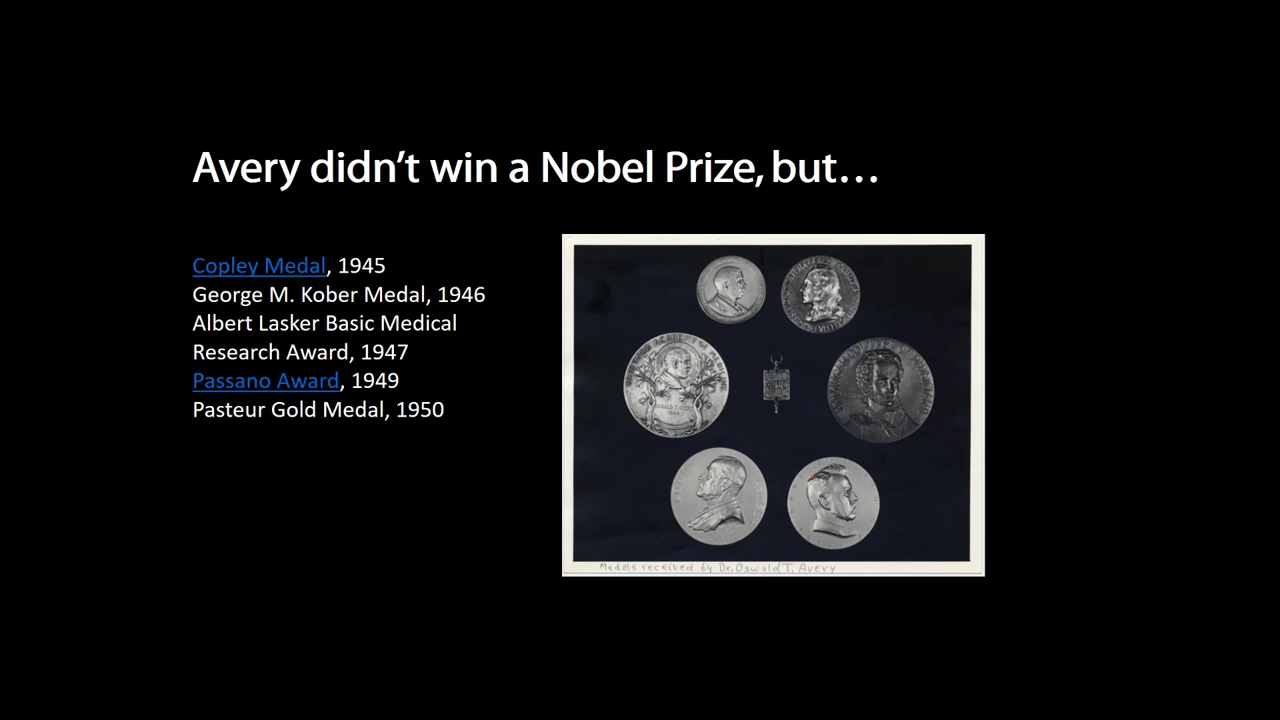 Avery didn’t win a Nobel Prize, but…
Copley Medal, 1945
George M. Kober Medal, 1946
Albert Lasker Basic Medical
Research Award, 1947
Passano Award, 1949
Pasteur Gold Medal, 1950
Medals received by Dr. Oswald T. Avery